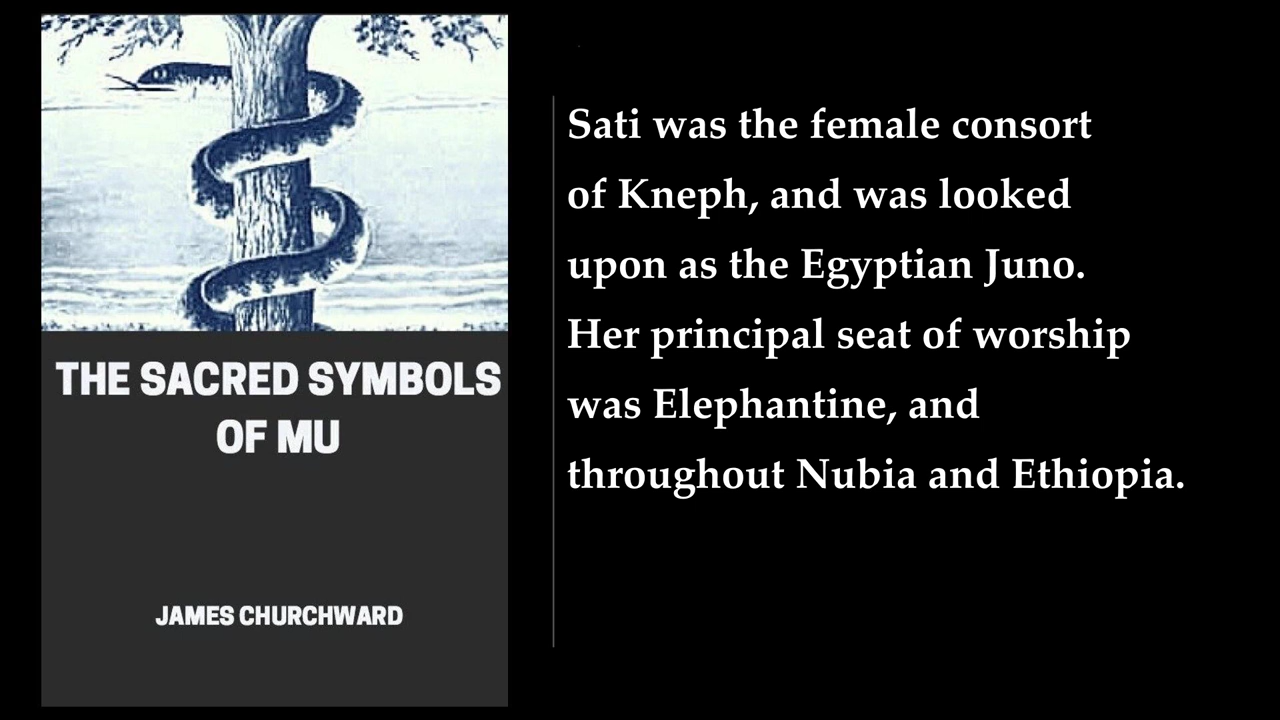 THE SACRED SYMBOLS
OF MU
JAMES CHURCHWARD
Sati was the female consort
of Kneph, and was looked
upon as the Egyptian Juno.
Her principal seat of worship
was Elephantine, and
throughout Nubia and Ethiopia.